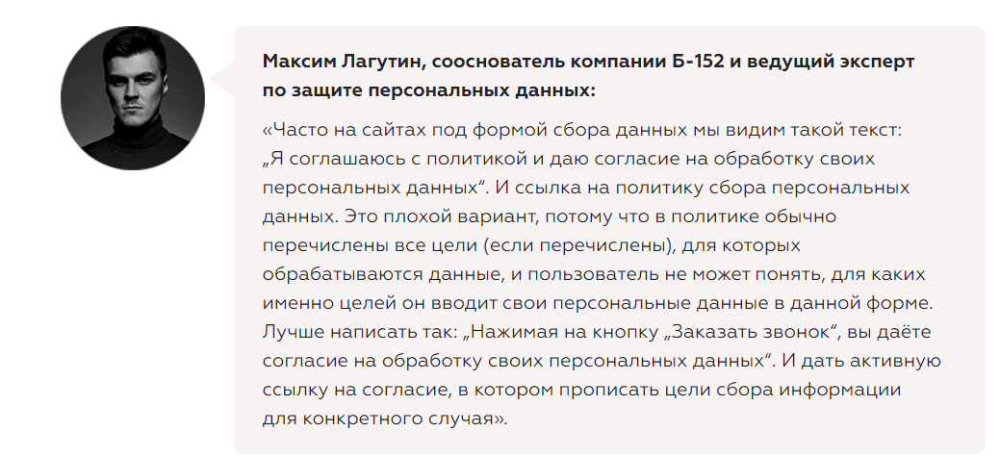 Максим Лагутин, сооснователь компании Б-152 и ведущий эксперт
по защите персональных данных:
«Часто на сайтах под формой сбора данных мы видим такой текст:
„Я соглашаюсь с политикой и даю согласие на обработку своих
персональных данных“. И ссылка на политику сбора персональных
данных. Это плохой вариант, потому что в политике обычно
перечислены все цели (если перечислены), для которых
обрабатываются данные, и пользователь не может понять, для каких
именно целей он вводит свои персональные данные в данной форме.
Лучше написать так: „Нажимая на кнопку „Заказать звонок“, вы даёте
согласие на обработку своих персональных данных“. И дать активную
ссылку на согласие, в котором прописать цели сбора информации
для конкретного случая».